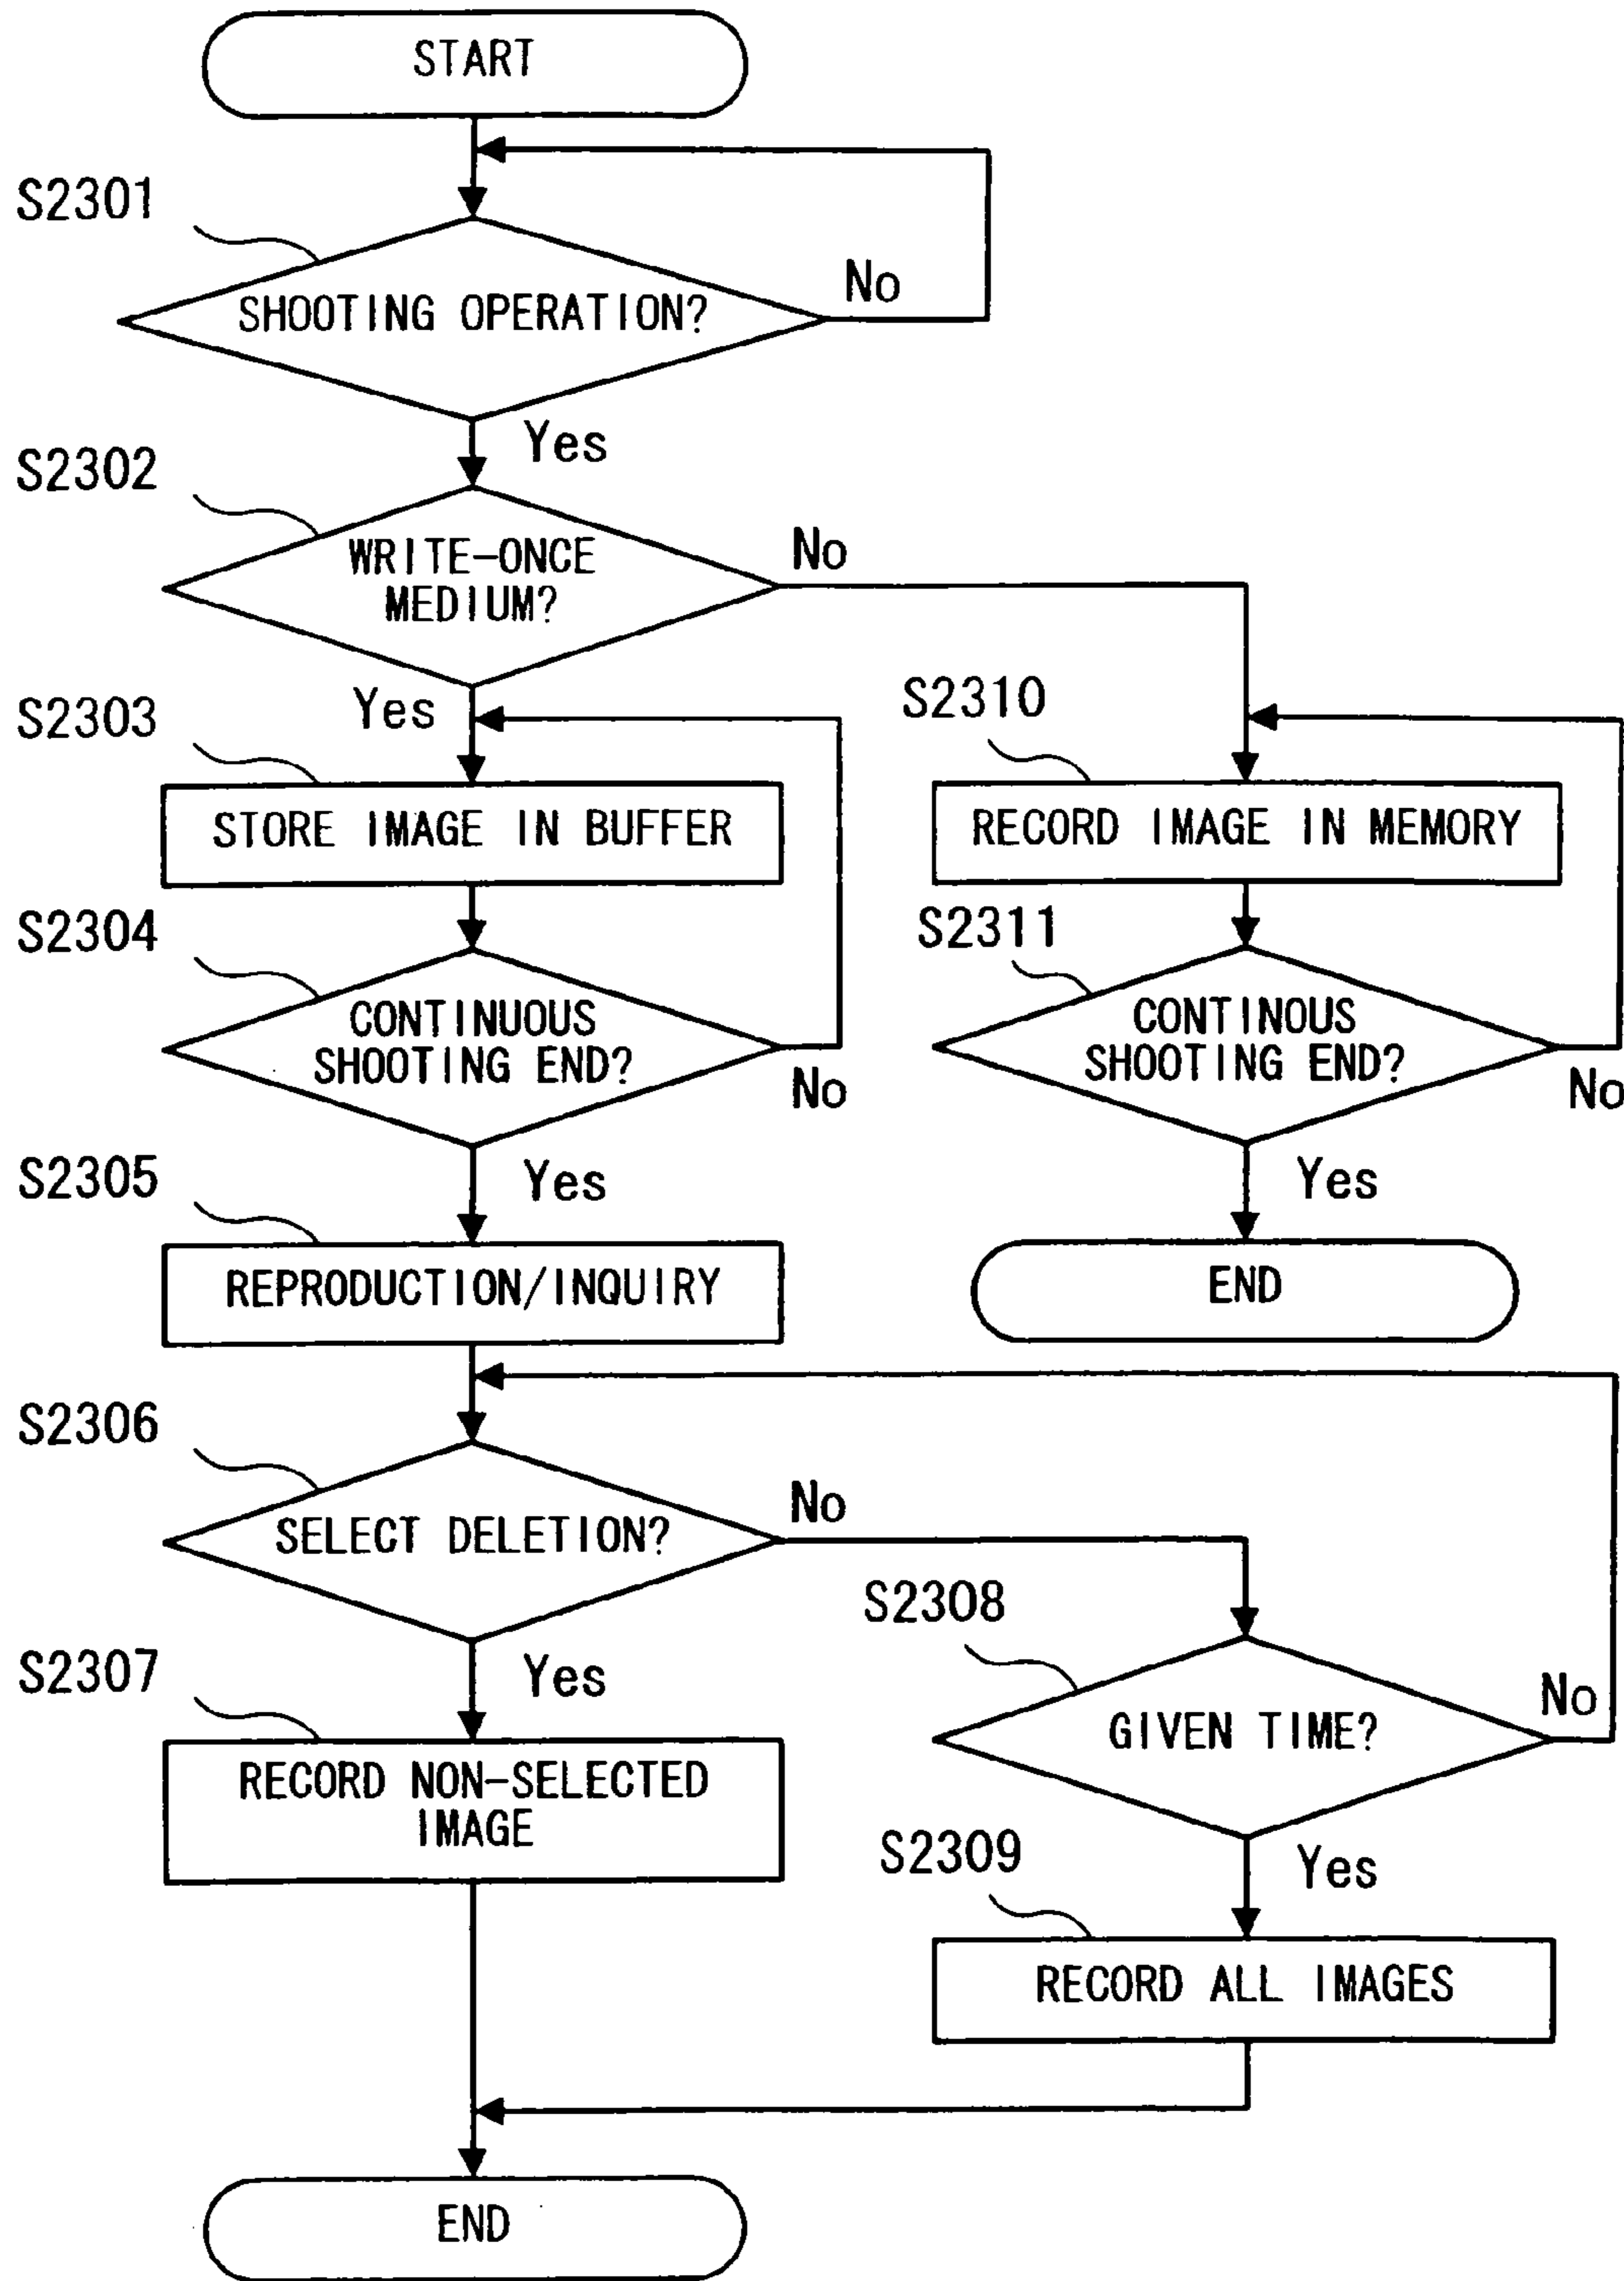 START
S2301
SHOOTING OPERATION?
No
Yes
S2302
WRITE-ONCE
MEDIUM?
No
Yes
S2303
STORE IMAGE IN BUFFER
S2310
RECORD IMAGE IN MEMORY
S2304
CONTINUOUS
SHOOTING END?
No
S2311
CONTINOUS
SHOOTING END?
No
Yes
Yes
S2305
REPRODUCTION/INQUIRY
END
S2306
SELECT DELETION?
No
Yes
S2308
GIVEN TIME?
No
Yes
S2307
RECORD NON-SELECTED
IMAGE
S2309
RECORD ALL IMAGES
END